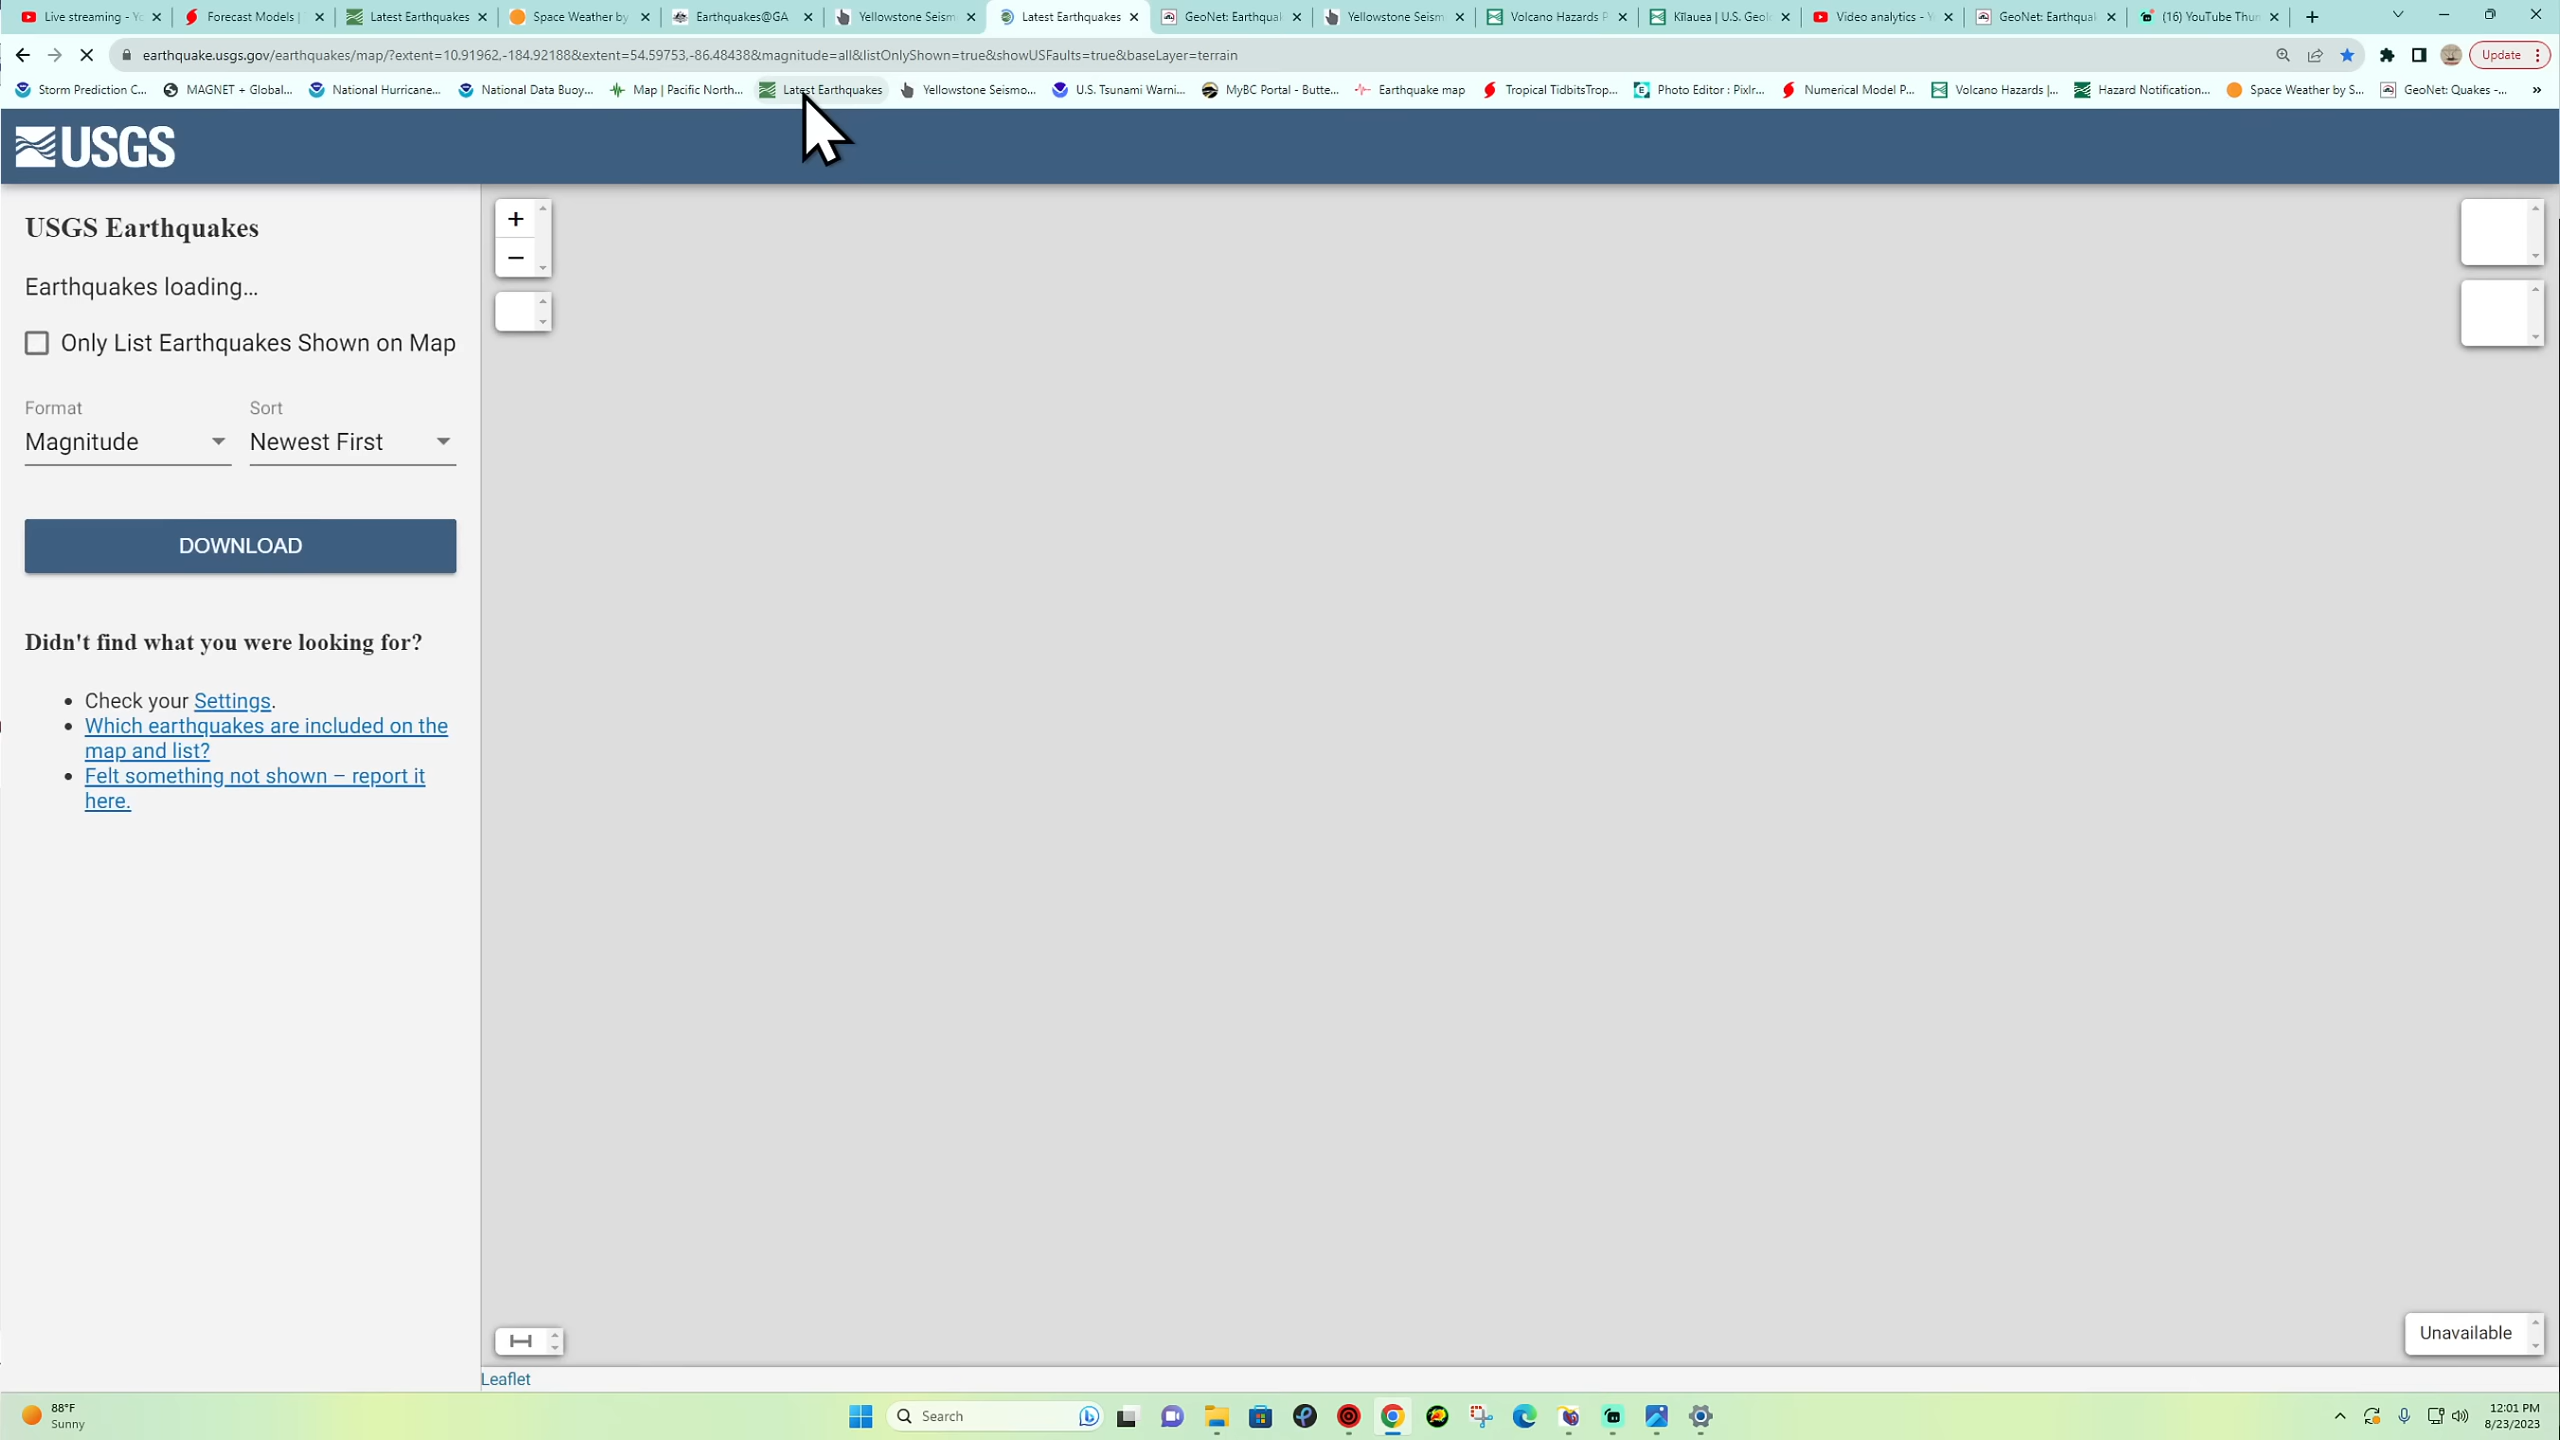 Live streaming - Yo
Forecast Models |
Latest Earthquakes
Space Weather by
Earthquakes@GA
Yellowstone Seism
Latest Earthquakes
GeoNet: Earthqual
Yellowstone Seism
Volcano Hazards P
Kīlauea | U.S. Geol
Video analytics - Y
GeoNet: Earthqual
(16) YouTube Thun
earthquake.usgs.gov/earthquakes/map/?extent=10.91962,-184.92188&extent=54.59753,-86.48438&magnitude=all&listOnlyShown=true&showUSFaults=true&baseLayer=terrain
Update
Storm Prediction C...
MAGNET + Global...
National Hurricane...
National Data Buoy...
Map | Pacific North...
Latest Earthquakes
Yellowstone Seismo...
U.S. Tsunami Warni...
MyBC Portal - Butte...
Earthquake map
Tropical TidbitsTrop...
Photo Editor : Pixlr...
Numerical Model P...
Volcano Hazards |...
Hazard Notification...
Space Weather by S...
GeoNet: Quakes -...
»
USGS
USGS Earthquakes
Earthquakes loading...
Only List Earthquakes Shown on Map
Format
Sort
Magnitude
Newest First
DOWNLOAD
Didn't find what you were looking for?
• Check your Settings.
• Which earthquakes are included on the
map and list?
• Felt something not shown – report it
here.
+
−
Unavailable
Leaflet
88°F
Sunny
Search
12:01 PM
8/23/2023